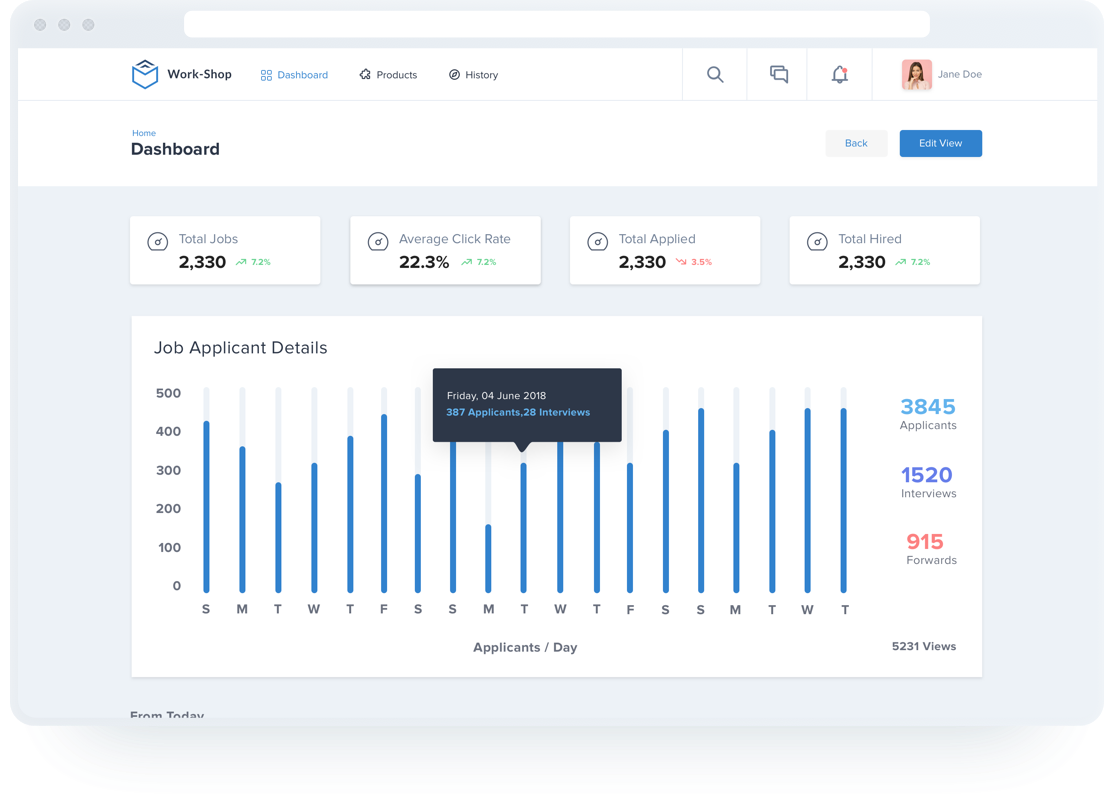 Work-Shop
Dashboard
Products
History
Jane Doe
Home
Dashboard
Back
Edit View
Total Jobs
2,330 7.2%
Average Click Rate
22.3% 7.2%
Total Applied
2,330 3.5%
Total Hired
2,330 7.2%
Job Applicant Details
500
400
300
200
100
0
Friday, 04 June 2018
387 Applicants,28 Interviews
S M T W T F S S M T W T F S S M T W T
Applicants / Day
3845
Applicants
1520
Interviews
915
Forwards
5231 Views
From Today